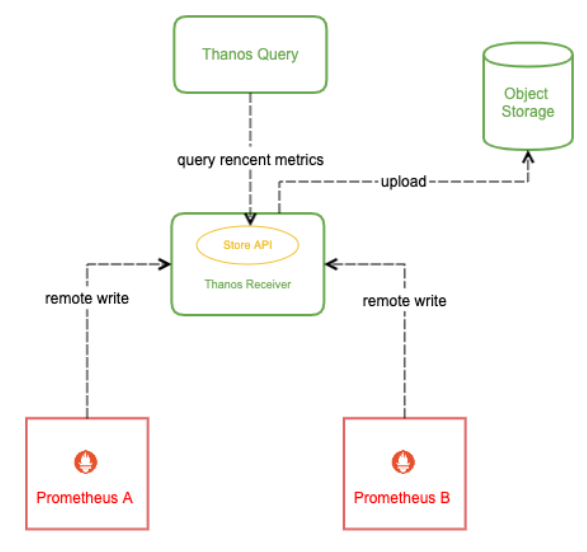 Thanos Query
Object
Storage
query rencent metrics
upload
Store API
Thanos Receiver
remote write
remote write
Prometheus A
Prometheus B